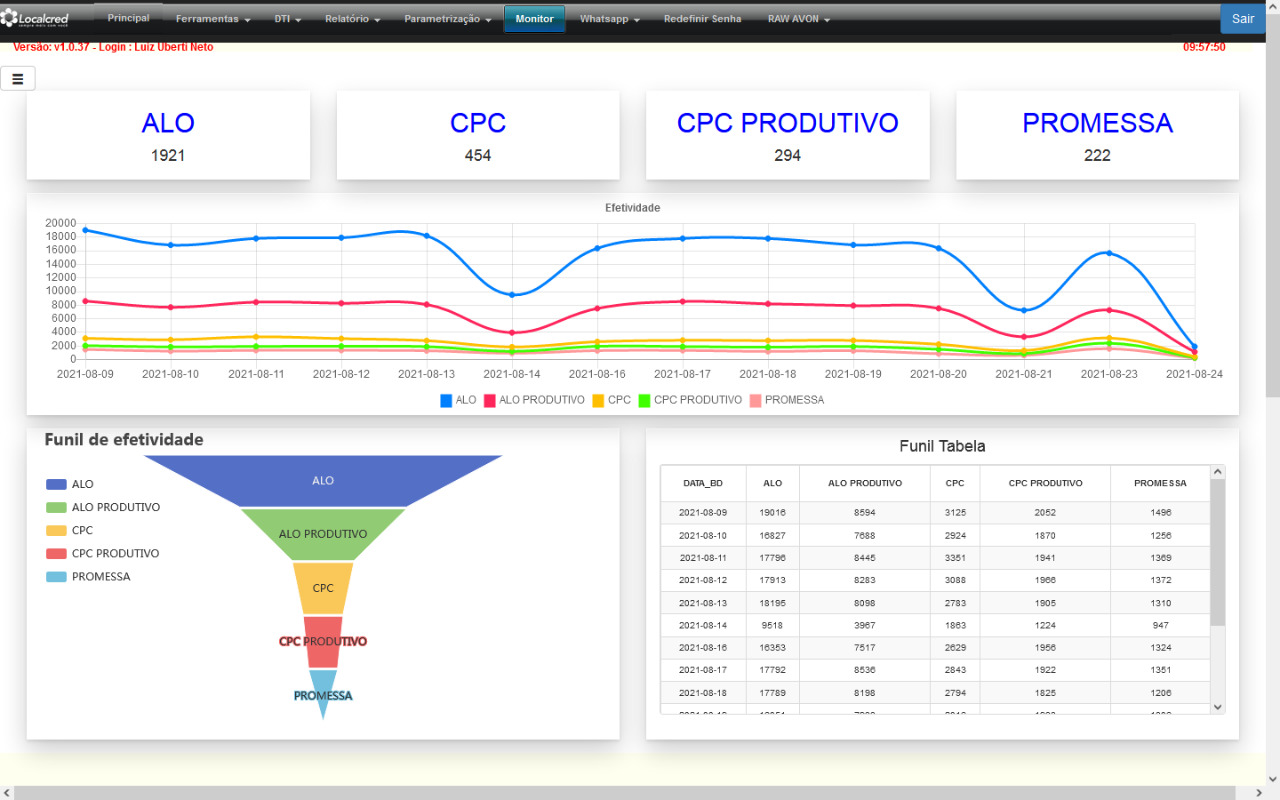 Localcred
Principal Ferramentas DTI Relatório Parametrização Monitor Whatsapp Redefinir Senha RAW AVON Sair
Versão: v1.0.37 - Login : Luiz Uberti Neto 09:57:50
ALO CPC CPC PRODUTIVO PROMESSA
1921 454 294 222
Efetividade
20000
18000
16000
14000
12000
10000
8000
6000
4000
2000
0
2021-08-09 2021-08-10 2021-08-11 2021-08-12 2021-08-13 2021-08-14 2021-08-16 2021-08-17 2021-08-18 2021-08-19 2021-08-20 2021-08-21 2021-08-23 2021-08-24
ALO ALO PRODUTIVO CPC CPC PRODUTIVO PROMESSA
Funil de efetividade
ALO
ALO PRODUTIVO
CPC
CPC PRODUTIVO
PROMESSA
ALO
ALO PRODUTIVO
CPC
CPC PRODUTIVO
PROMESSA
Funil Tabela
DATA_BD ALO ALO PRODUTIVO CPC CPC PRODUTIVO PROMESSA
2021-08-09 19016 8594 3125 2052 1496
2021-08-10 16827 7688 2924 1870 1256
2021-08-11 17796 8445 3351 1941 1369
2021-08-12 17913 8283 3088 1966 1372
2021-08-13 18195 8098 2783 1905 1310
2021-08-14 9518 3967 1863 1224 947
2021-08-16 16353 7517 2629 1956 1324
2021-08-17 17792 8536 2843 1922 1351
2021-08-18 17789 8198 2794 1825 1206